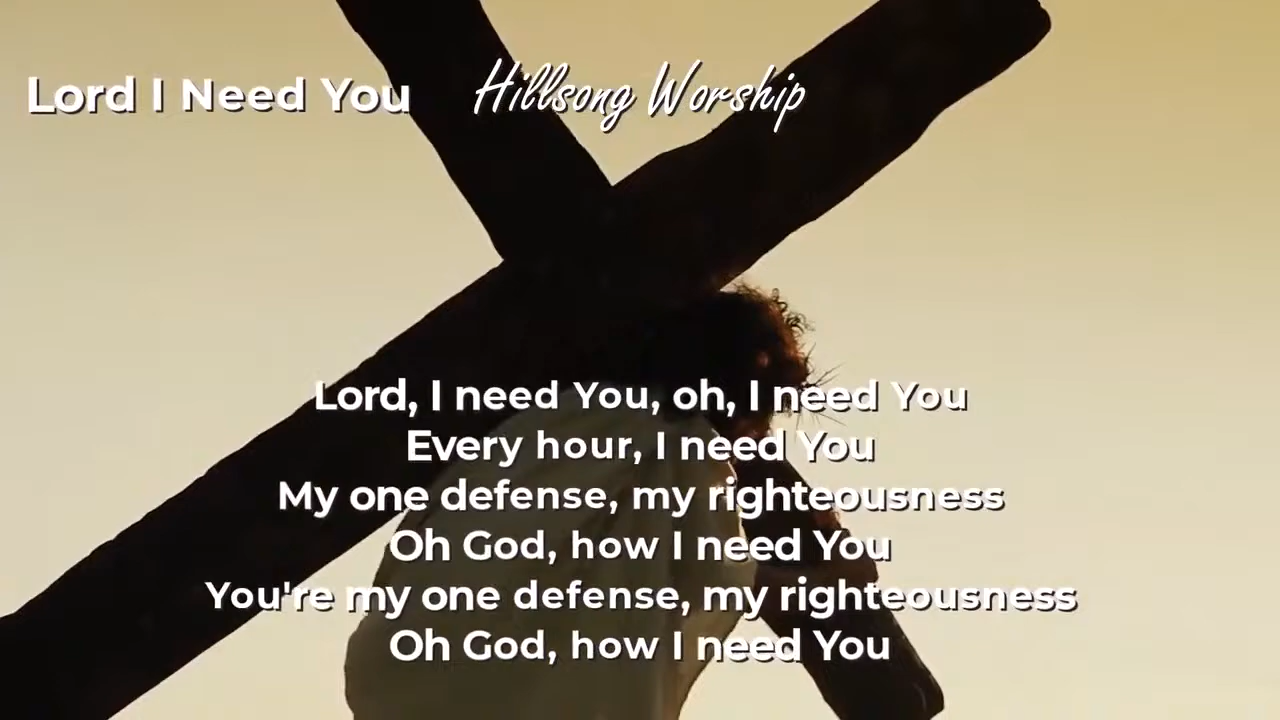 Lord I Need You Hillsong Worship
Lord, I need You, oh, I need You
Every hour, I need You
My one defense, my righteousness
Oh God, how I need You
You're my one defense, my righteousness
Oh God, how I need You